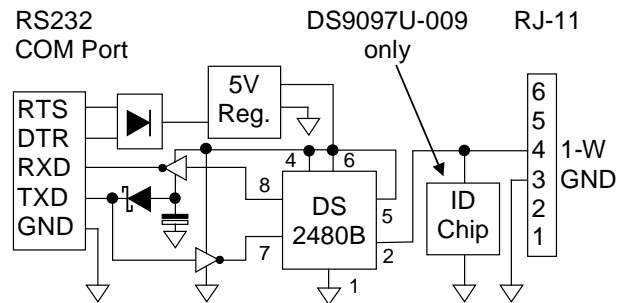 RS232
COM Port
DS9097U-009
only
RJ-11
5V
Reg.
RTS
DTR
RXD
TXD
GND
4
6
8
5
7
2
1
DS
2480B
ID
Chip
6
5
4
3
2
1
1-W
GND